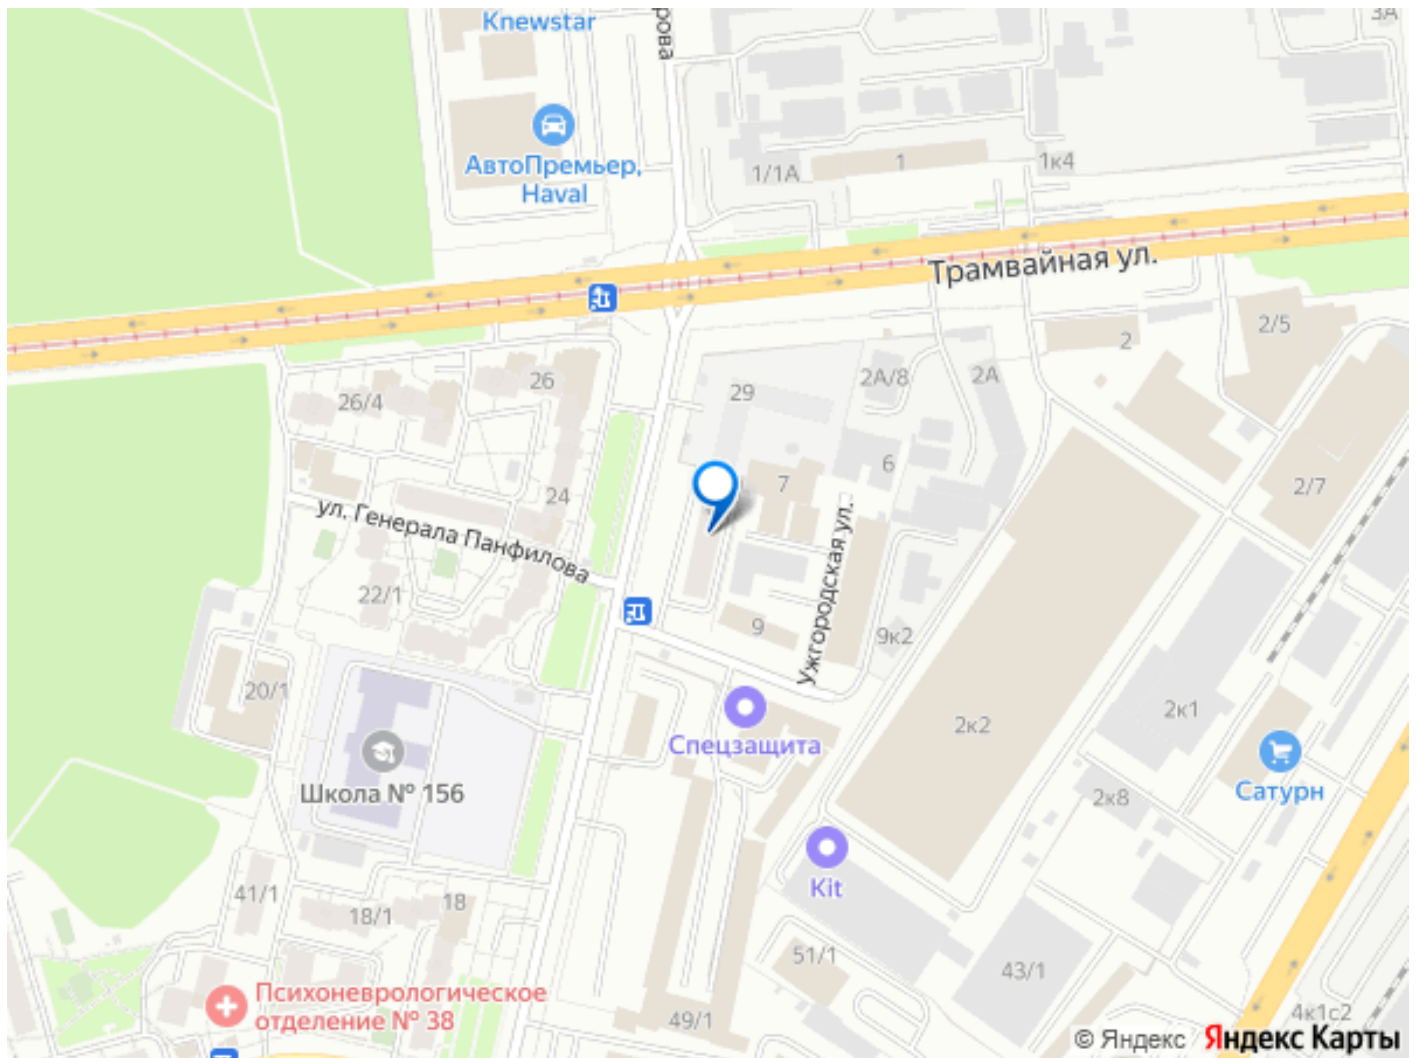 Knewstar
рова
3А
АвтоПремьер,
Haval
1/1А
1
1к4
Трамвайная ул.
2/5
2
26
26/4
2А/8
2А
29
6
7
2/7
24
ул. Генерала Панфилова
Ужгородская ул.
22/1
9
9к2
20/1
2к1
2к2
Спецзащита
Школа № 156
Сатурн
2к8
Kit
41/1
18/1
18
51/1
43/1
Психоневрологическое
отделение № 38
49/1
4к1с2
© Яндекс Яндекс Карты